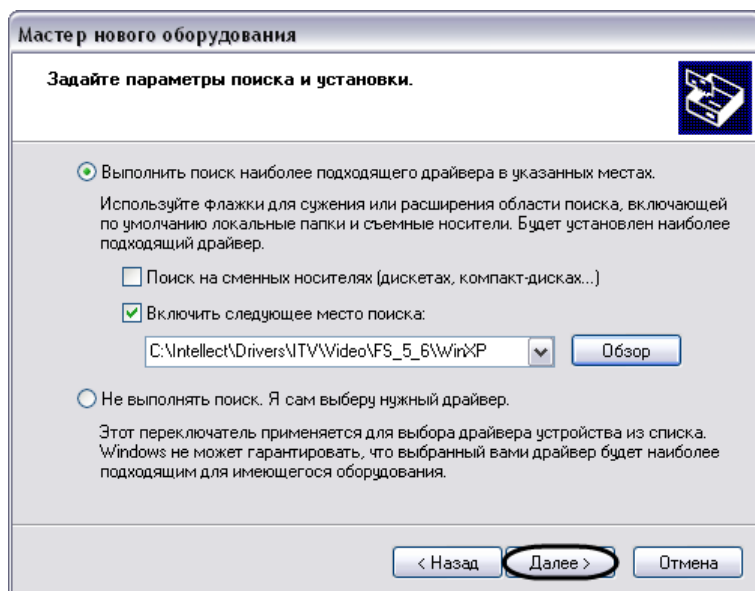 Мастер нового оборудования
Задайте параметры поиска и установки.
Выполнить поиск наиболее подходящего драйвера в указанных местах.
Используйте флажки для сужения или расширения области поиска, включающей
по умолчанию локальные папки и съемные носители. Будет установлен наиболее
подходящий драйвер.
Поиск на сменных носителях (дискетах, компакт-дисках...)
Включить следующее место поиска:
C:\Intellect\Drivers\ITV\Video\FS_5_6\WinXP
Обзор
Не выполнять поиск. Я сам выберу нужный драйвер.
Этот переключатель применяется для выбора драйвера устройства из списка.
Windows не может гарантировать, что выбранный вами драйвер будет наиболее
подходящим для имеющегося оборудования.
< Назад
Далее >
Отмена